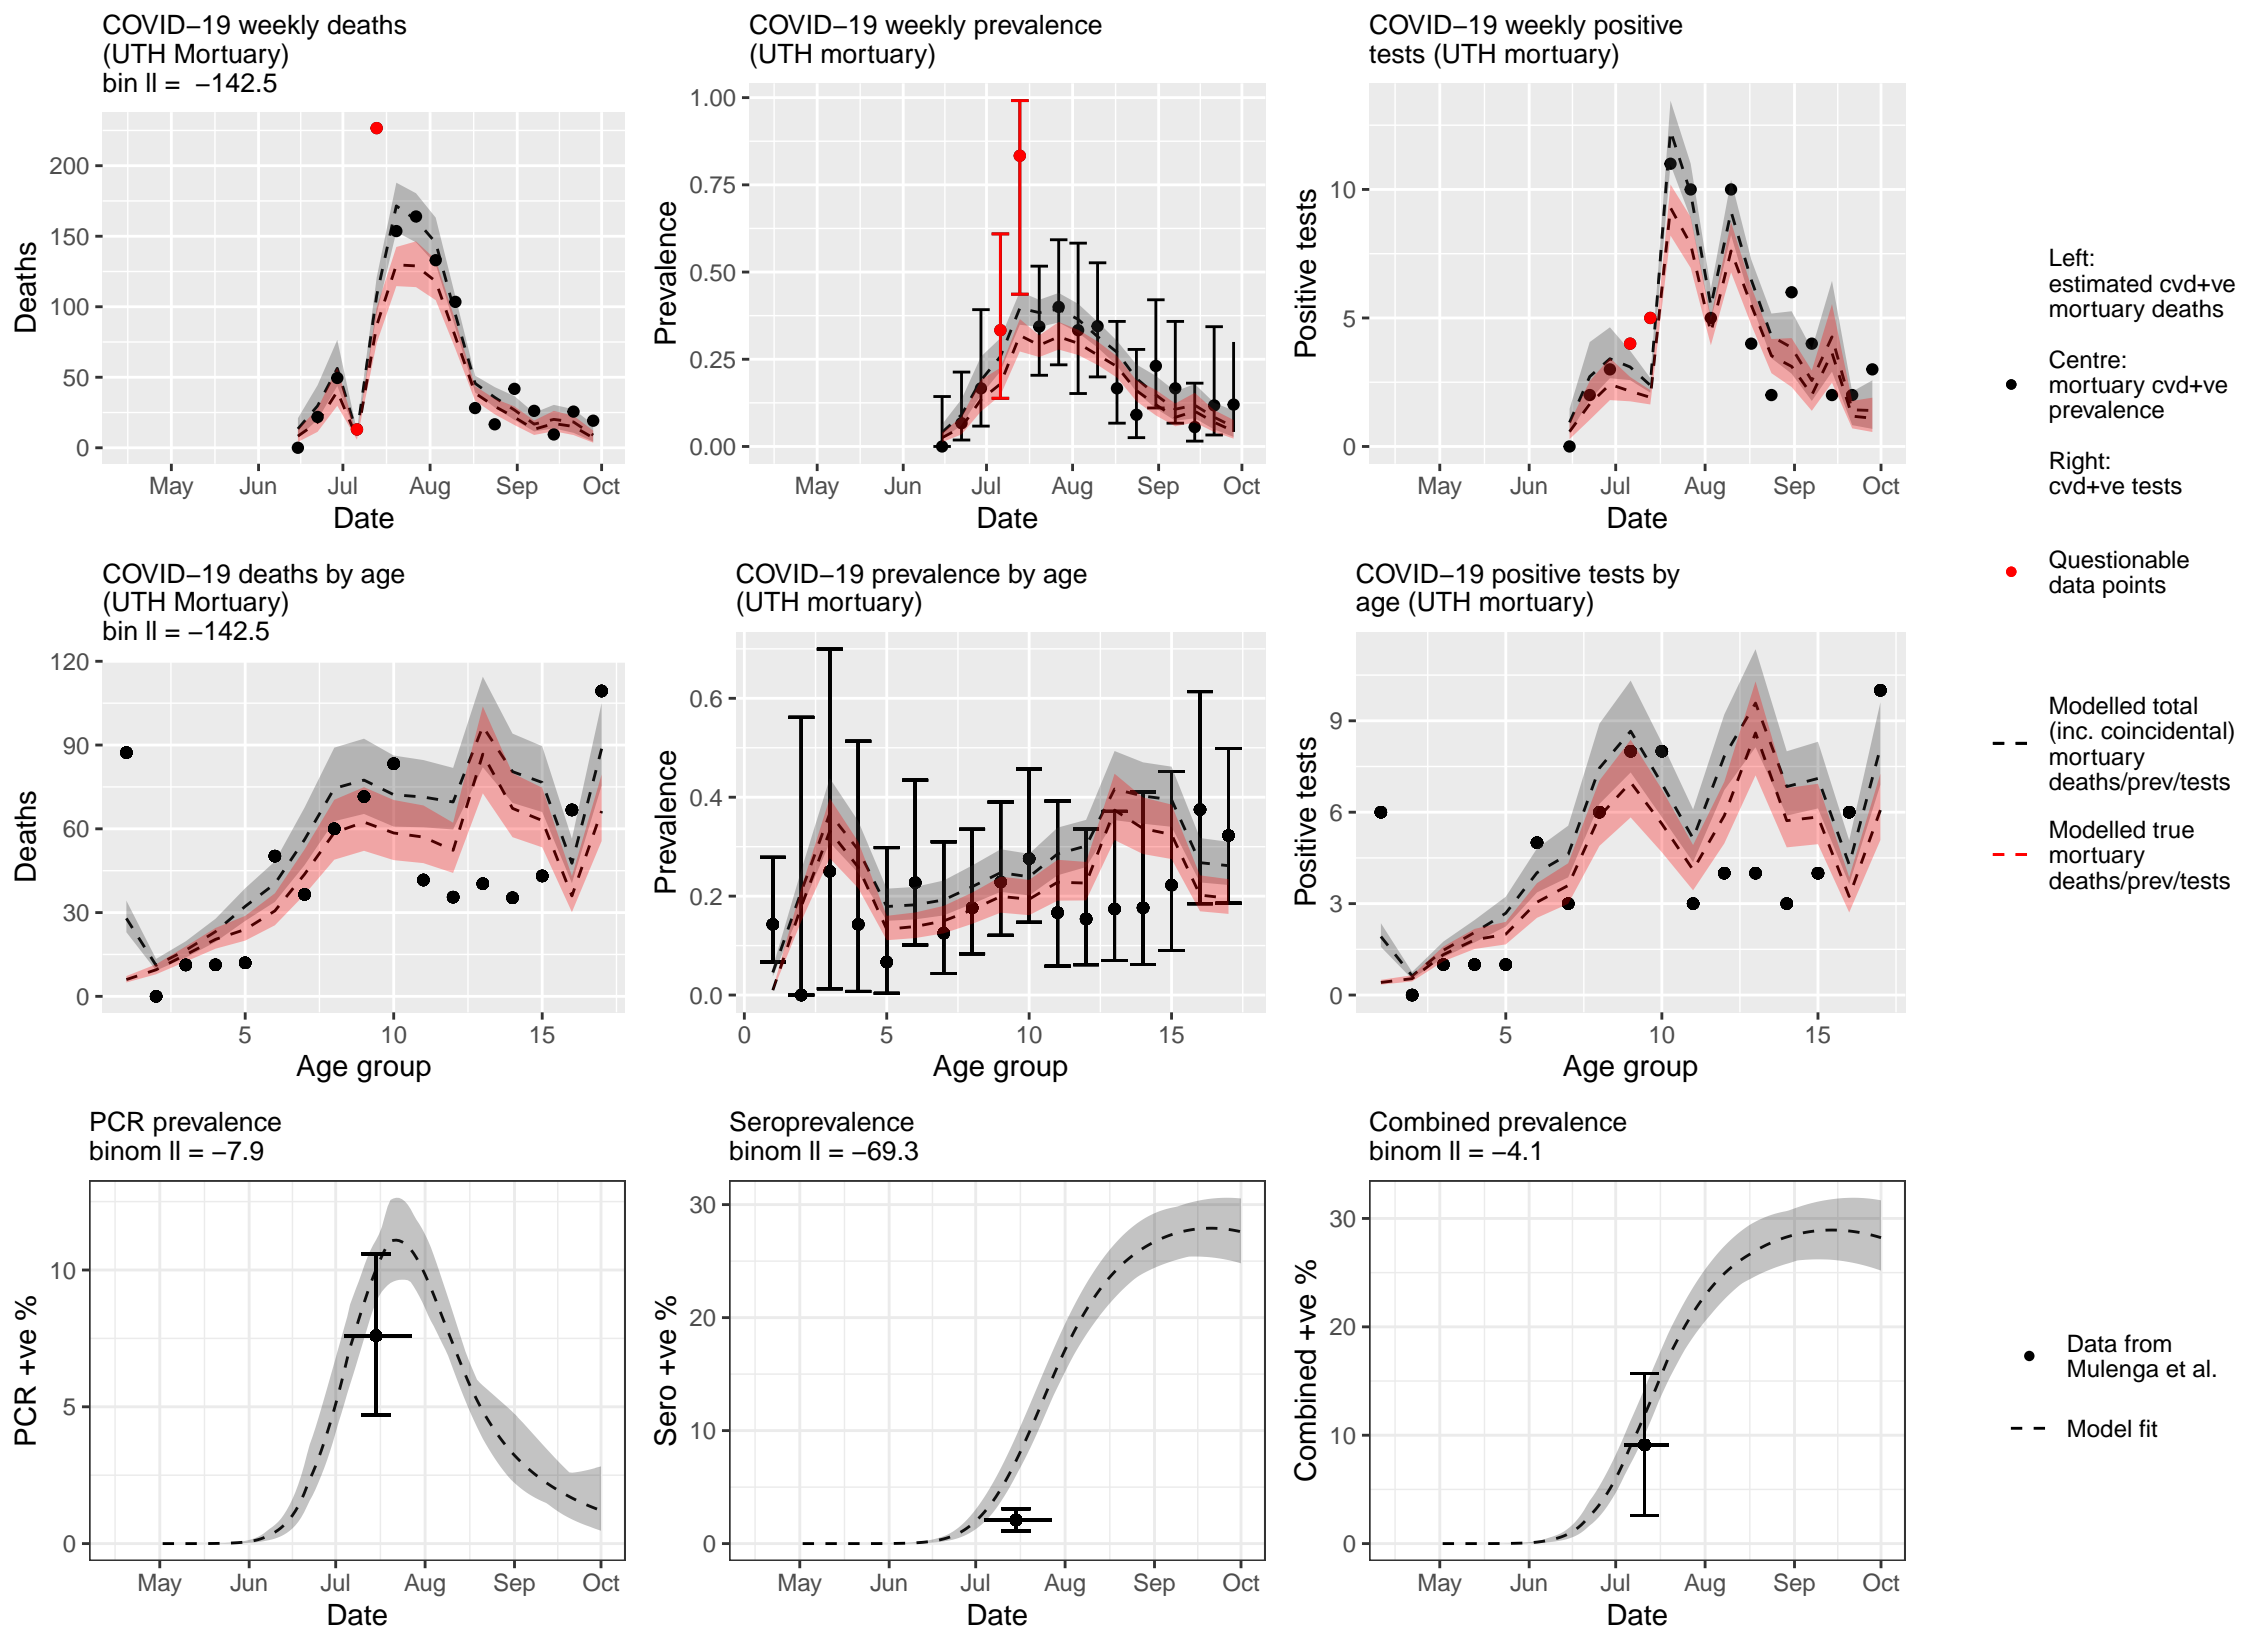 COVID−19 weekly deaths
(UTH Mortuary)
bin ll =  −142.5
Deaths
200
150
100
50
0
May
Jun
Jul
Aug
Sep
Oct
Date
COVID−19 weekly prevalence
(UTH mortuary)
Prevalence
1.00
0.75
0.50
0.25
0.00
May
Jun
Jul
Aug
Sep
Oct
Date
COVID−19 weekly positive
tests (UTH mortuary)
Positive tests
10
5
0
May
Jun
Jul
Aug
Sep
Oct
Date
Left:
estimated cvd+ve
mortuary deaths
Centre:
mortuary cvd+ve
prevalence
Right:
cvd+ve tests
Questionable
data points
Modelled total
(inc. coincidental)
mortuary
deaths/prev/tests
Modelled true
mortuary
deaths/prev/tests
COVID−19 deaths by age
(UTH Mortuary)
bin ll = −142.5
Deaths
120
90
60
30
0
5
10
15
Age group
COVID−19 prevalence by age
(UTH mortuary)
Prevalence
0.6
0.4
0.2
0.0
0
5
10
15
Age group
COVID−19 positive tests by
age (UTH mortuary)
Positive tests
9
6
3
0
5
10
15
Age group
PCR prevalence
binom ll = −7.9
PCR +ve %
10
5
0
May
Jun
Jul
Aug
Sep
Oct
Date
Seroprevalence
binom ll = −69.3
Sero +ve %
30
20
10
0
May
Jun
Jul
Aug
Sep
Oct
Date
Combined prevalence
binom ll = −4.1
Combined +ve %
30
20
10
0
May
Jun
Jul
Aug
Sep
Oct
Date
Data from
Mulenga et al.
Model fit